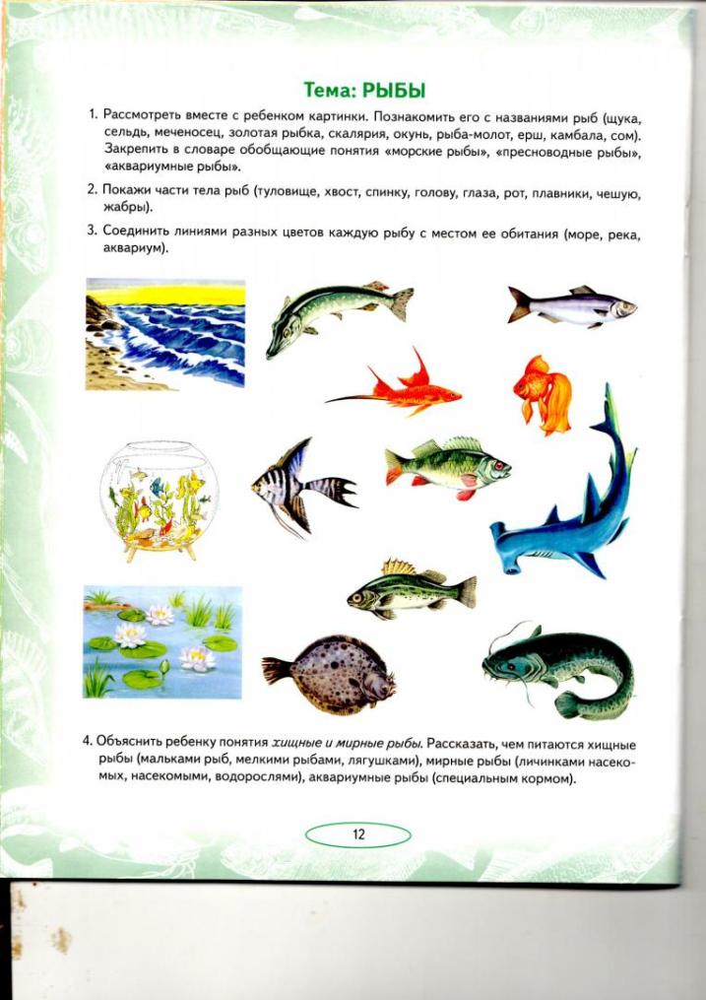 Тема: РЫБЫ
1. Рассмотреть вместе с ребенком картинки. Познакомить его с названиями рыб (щука,
сельдь, меченосец, золотая рыбка, скалярия, окунь, рыба-молот, ерш, камбала, сом).
Закрепить в словаре обобщающие понятия «морские рыбы», «пресноводные рыбы»,
«аквариумные рыбы».
2. Покажи части тела рыб (туловище, хвост, спинку, голову, глаза, рот, плавники, чешую,
жабры).
3. Соединить линиями разных цветов каждую рыбу с местом ее обитания (море, река,
аквариум).
4. Объяснить ребенку понятия хищные и мирные рыбы. Рассказать, чем питаются хищные
рыбы (мальками рыб, мелкими рыбами, лягушками), мирные рыбы (личинками насеко-
мых, насекомыми, водорослями), аквариумные рыбы (специальным кормом).
12